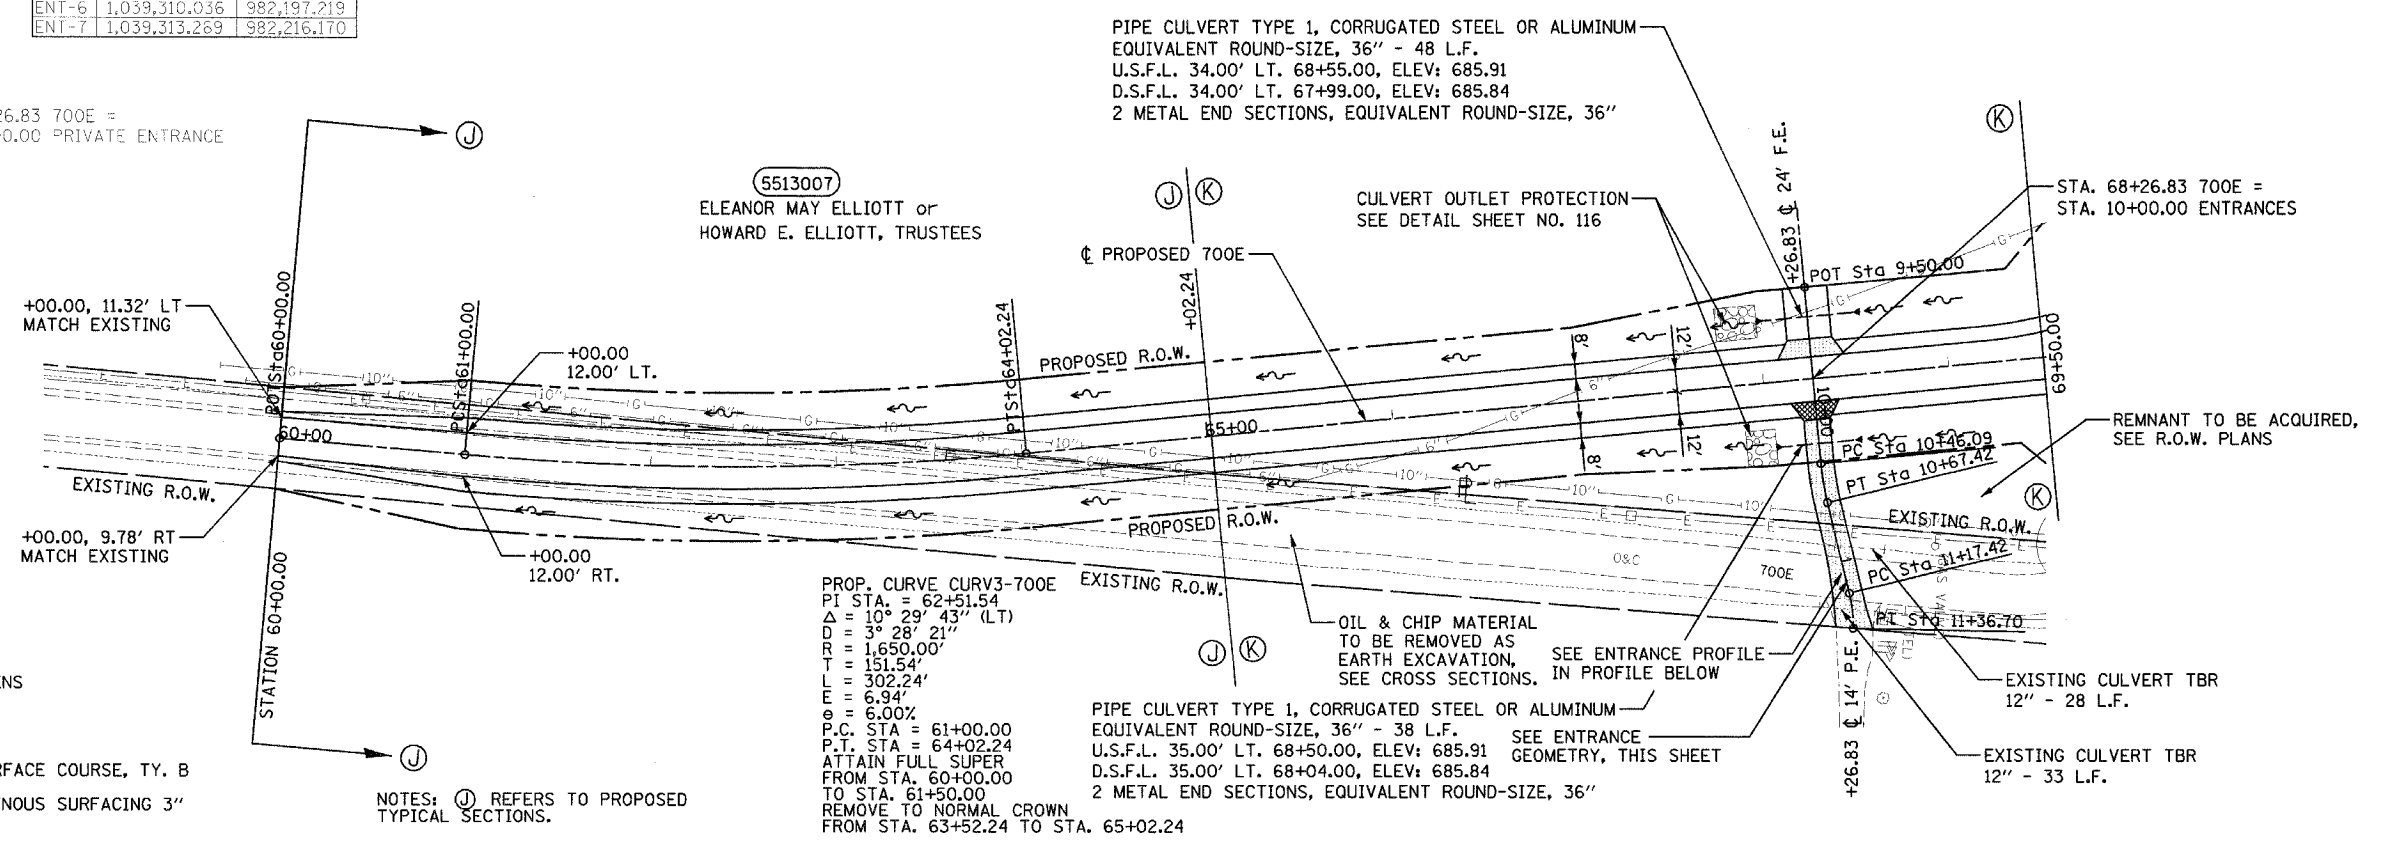 ENT-6 1,039,310.036 982,197.219
ENT-7 1,039,313.269 982,216.170
26.83 700E =
0.00 PRIVATE ENTRANCE
PIPE CULVERT TYPE 1, CORRUGATED STEEL OR ALUMINUM
EQUIVALENT ROUND-SIZE, 36" - 48 L.F.
U.S.F.L. 34.00' LT. 68+55.00, ELEV: 685.91
D.S.F.L. 34.00' LT. 67+99.00, ELEV: 685.84
2 METAL END SECTIONS, EQUIVALENT ROUND-SIZE, 36"
J
5513007
ELEANOR MAY ELLIOTT or
HOWARD E. ELLIOTT, TRUSTEES
J K
K
CULVERT OUTLET PROTECTION
SEE DETAIL SHEET NO. 116
+26.83 ℄ 24' F.E.
STA. 68+26.83 700E =
STA. 10+00.00 ENTRANCES
℄ PROPOSED 700E
POT Sta 9+50.00
+00.00, 11.32' LT
MATCH EXISTING
POT Sta 60+00.00
PC Sta 61+00.00
+00.00
12.00' LT.
PT Sta 64+02.24
+02.24
PROPOSED R.O.W.
8'
12'
69+50.00
60+00
65+00
10+00
8'
12'
PC Sta 10+46.09
PT Sta 10+67.42
REMNANT TO BE ACQUIRED,
SEE R.O.W. PLANS
K
EXISTING R.O.W.
EXISTING R.O.W.
PROPOSED R.O.W.
+00.00, 9.78' RT
MATCH EXISTING
+00.00
12.00' RT.
STATION 60+00.00
O&C
700E
PC Sta 11+17.42
PI Sta 11+36.70
EXISTING R.O.W.
PROP. CURVE CURV3-700E
PI STA. = 62+51.54
Δ = 10° 29' 43" (LT)
D = 3° 28' 21"
R = 1,650.00'
T = 151.54'
L = 302.24'
E = 6.94'
e = 6.00%
P.C. STA = 61+00.00
P.T. STA = 64+02.24
ATTAIN FULL SUPER
FROM STA. 60+00.00
TO STA. 61+50.00
REMOVE TO NORMAL CROWN
FROM STA. 63+52.24 TO STA. 65+02.24
J K
OIL & CHIP MATERIAL
TO BE REMOVED AS
EARTH EXCAVATION,
SEE CROSS SECTIONS.
SEE ENTRANCE PROFILE
IN PROFILE BELOW
PIPE CULVERT TYPE 1, CORRUGATED STEEL OR ALUMINUM
EQUIVALENT ROUND-SIZE, 36" - 38 L.F.
U.S.F.L. 35.00' LT. 68+50.00, ELEV: 685.91
D.S.F.L. 35.00' LT. 68+04.00, ELEV: 685.84
2 METAL END SECTIONS, EQUIVALENT ROUND-SIZE, 36"
SEE ENTRANCE
GEOMETRY, THIS SHEET
+26.83 ℄ 14' P.E.
EXISTING CULVERT TBR
12" - 28 L.F.
EXISTING CULVERT TBR
12" - 33 L.F.
J
ENS
RFACE COURSE, TY. B
NOUS SURFACING 3"
NOTES: J REFERS TO PROPOSED
TYPICAL SECTIONS.